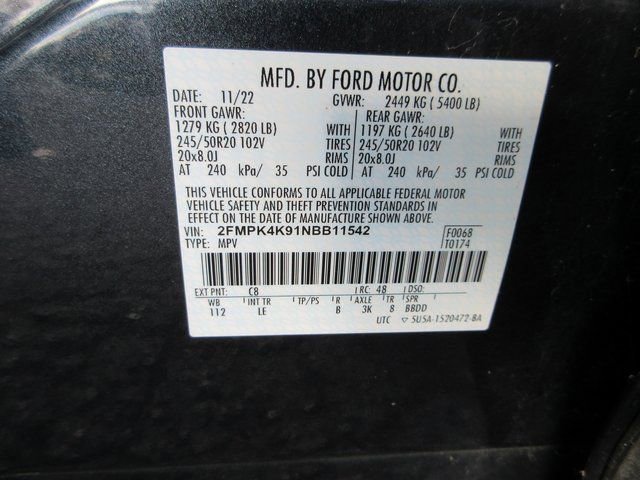 MFD. BY FORD MOTOR CO.
DATE: 11/22 GVWR: 2449 KG ( 5400 LB)
FRONT GAWR: REAR GAWR:
1279 KG ( 2820 LB) WITH 1197 KG ( 2640 LB) WITH
245/50R20 102V TIRES 245/50R20 102V TIRES
20x8.0J RIMS 20x8.0J RIMS
AT 240 kPa/ 35 PSI COLD AT 240 kPa/ 35 PSI COLD
THIS VEHICLE CONFORMS TO ALL APPLICABLE FEDERAL MOTOR
VEHICLE SAFETY AND THEFT PREVENTION STANDARDS IN
EFFECT ON THE DATE OF MANUFACTURE SHOWN ABOVE.
VIN: 2FMPK4K91NBB11542 F0068
TYPE: MPV T0174
EXT PNT: C8 RC: 48 DSO:
WB INT TR TP/PS R AXLE TR SPR
112 LE B 3K 8 BBDD
UTC ▽ 5U5A-1520472-BA